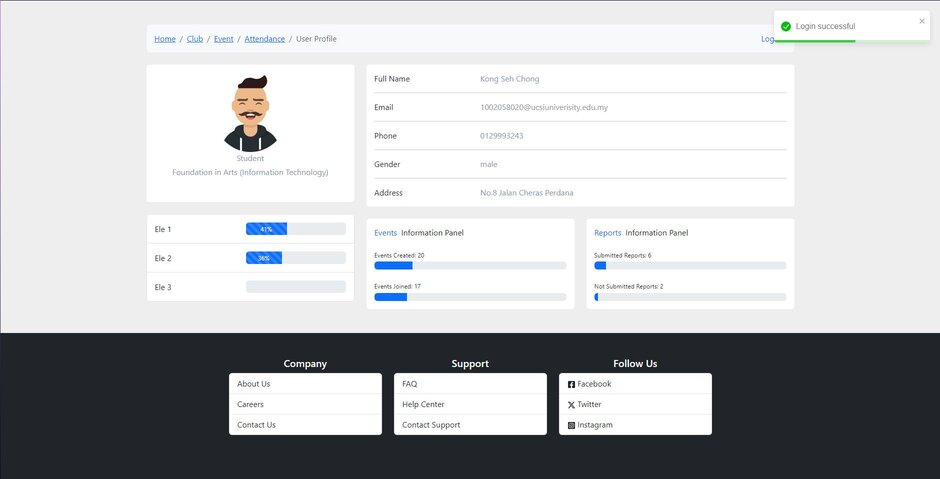 Login successful
Home / Club / Event / Attendance / User Profile
Student
Foundation in Arts (Information Technology)
Full Name Kong Seh Chong
Email 1002058020@ucsiuniverisity.edu.my
Phone 0129993243
Gender male
Address No.8 Jalan Cheras Perdana
Ele 1 41%
Ele 2 36%
Ele 3
Events Information Panel
Events Created: 20
Events Joined: 17
Reports Information Panel
Submitted Reports: 6
Not Submitted Reports: 2
Company
About Us
Careers
Contact Us
Support
FAQ
Help Center
Contact Support
Follow Us
Facebook
Twitter
Instagram